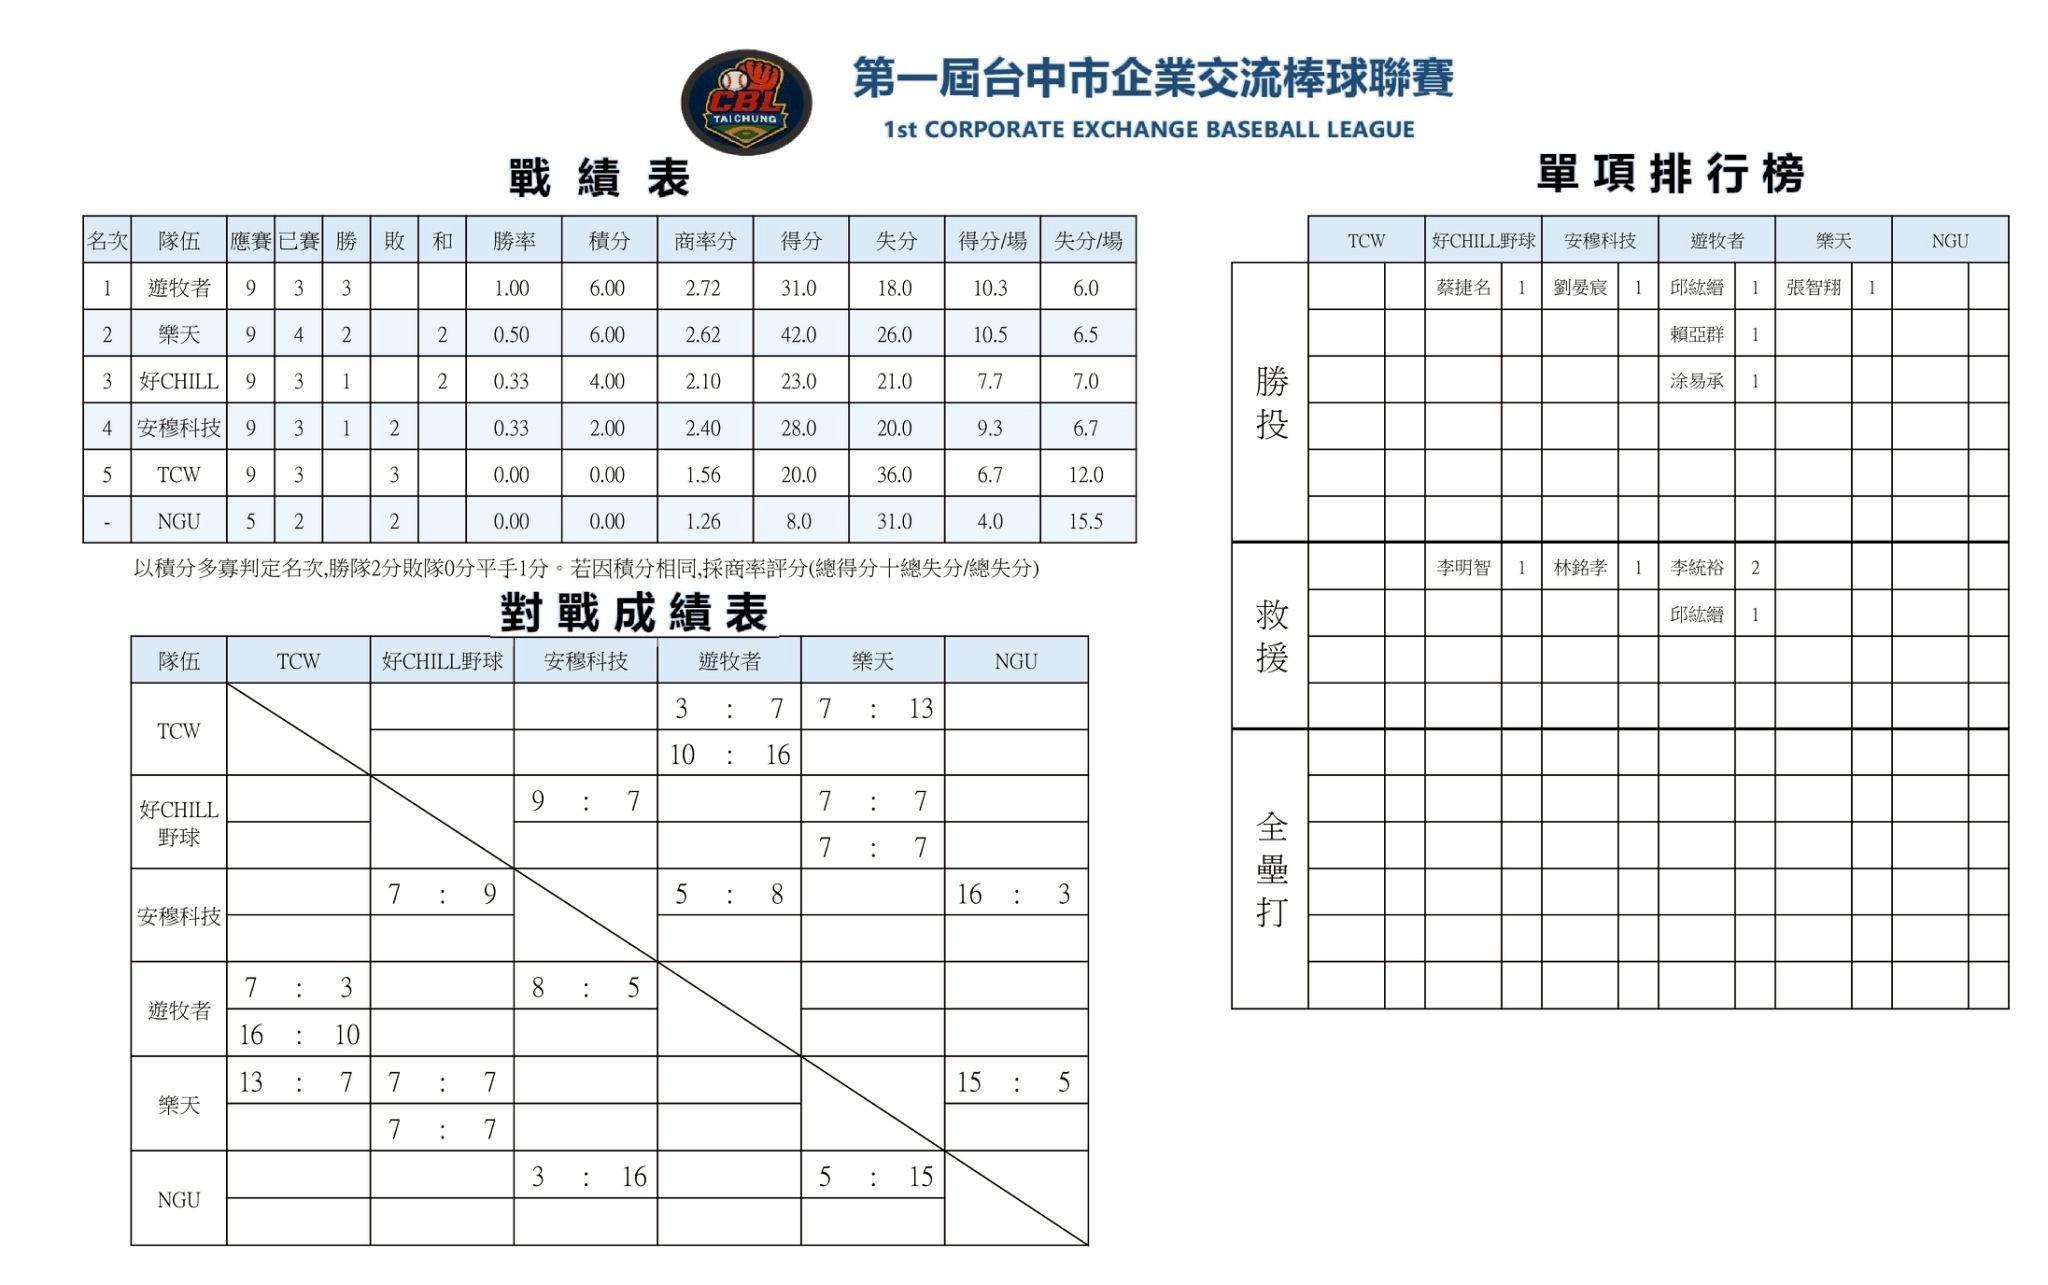 CBL
TAICHUNG
第一屆台中市企業交流棒球聯賽
1st CORPORATE EXCHANGE BASEBALL LEAGUE
戰績表
名次 隊伍 應賽 已賽 勝 敗 和 勝率 積分 商率分 得分 失分 得分/場 失分/場
1 遊牧者 9 3 3 1.00 6.00 2.72 31.0 18.0 10.3 6.0
2 樂天 9 4 2 2 0.50 6.00 2.62 42.0 26.0 10.5 6.5
3 好CHILL 9 3 1 2 0.33 4.00 2.10 23.0 21.0 7.7 7.0
4 安穆科技 9 3 1 2 0.33 2.00 2.40 28.0 20.0 9.3 6.7
5 TCW 9 3 3 0.00 0.00 1.56 20.0 36.0 6.7 12.0
- NGU 5 2 2 0.00 0.00 1.26 8.0 31.0 4.0 15.5
以積分多寡判定名次,勝隊2分敗隊0分平手1分。若因積分相同,採商率評分(總得分十總失分/總失分)
對戰成績表
隊伍 TCW 好CHILL野球 安穆科技 遊牧者 樂天 NGU
TCW
3 : 7 7 : 13
10 : 16
好CHILL
野球
9 : 7 7 : 7
7 : 7
安穆科技
7 : 9 5 : 8 16 : 3
遊牧者
7 : 3 8 : 5
16 : 10
樂天
13 : 7 7 : 7 15 : 5
7 : 7
NGU
3 : 16 5 : 15
單項排行榜
TCW 好CHILL野球 安穆科技 遊牧者 樂天 NGU
勝投
蔡捷名 1 劉晏宸 1 邱紘縉 1 張智翔 1
賴亞群 1
涂易承 1
救援
李明智 1 林銘孝 1 李統裕 2
邱紘縉 1
全壘打